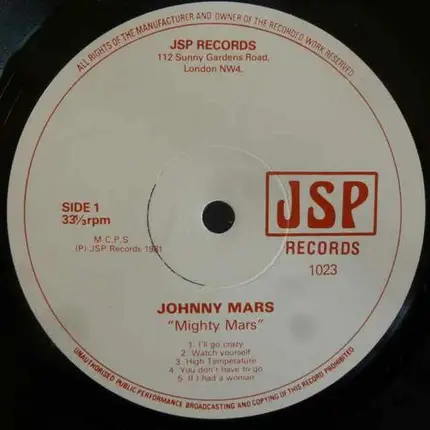 ALL RIGHTS OF THE MANUFACTURER AND OWNER OF THE RECORDED WORK RESERVED
JSP RECORDS
112 Sunny Gardens Road,
London NW4.
SIDE 1
33⅓rpm
M.C.P.S
(P) JSP Records 1981
JSP
RECORDS
1023
JOHNNY MARS
"Mighty Mars"
1. I'll go crazy
2. Watch yourself
3. High Temperature
4. You don't have to go
5. If I had a woman
UNAUTHORISED PUBLIC PERFORMANCE BROADCASTING AND COPYING OF THIS RECORD PROHIBITED